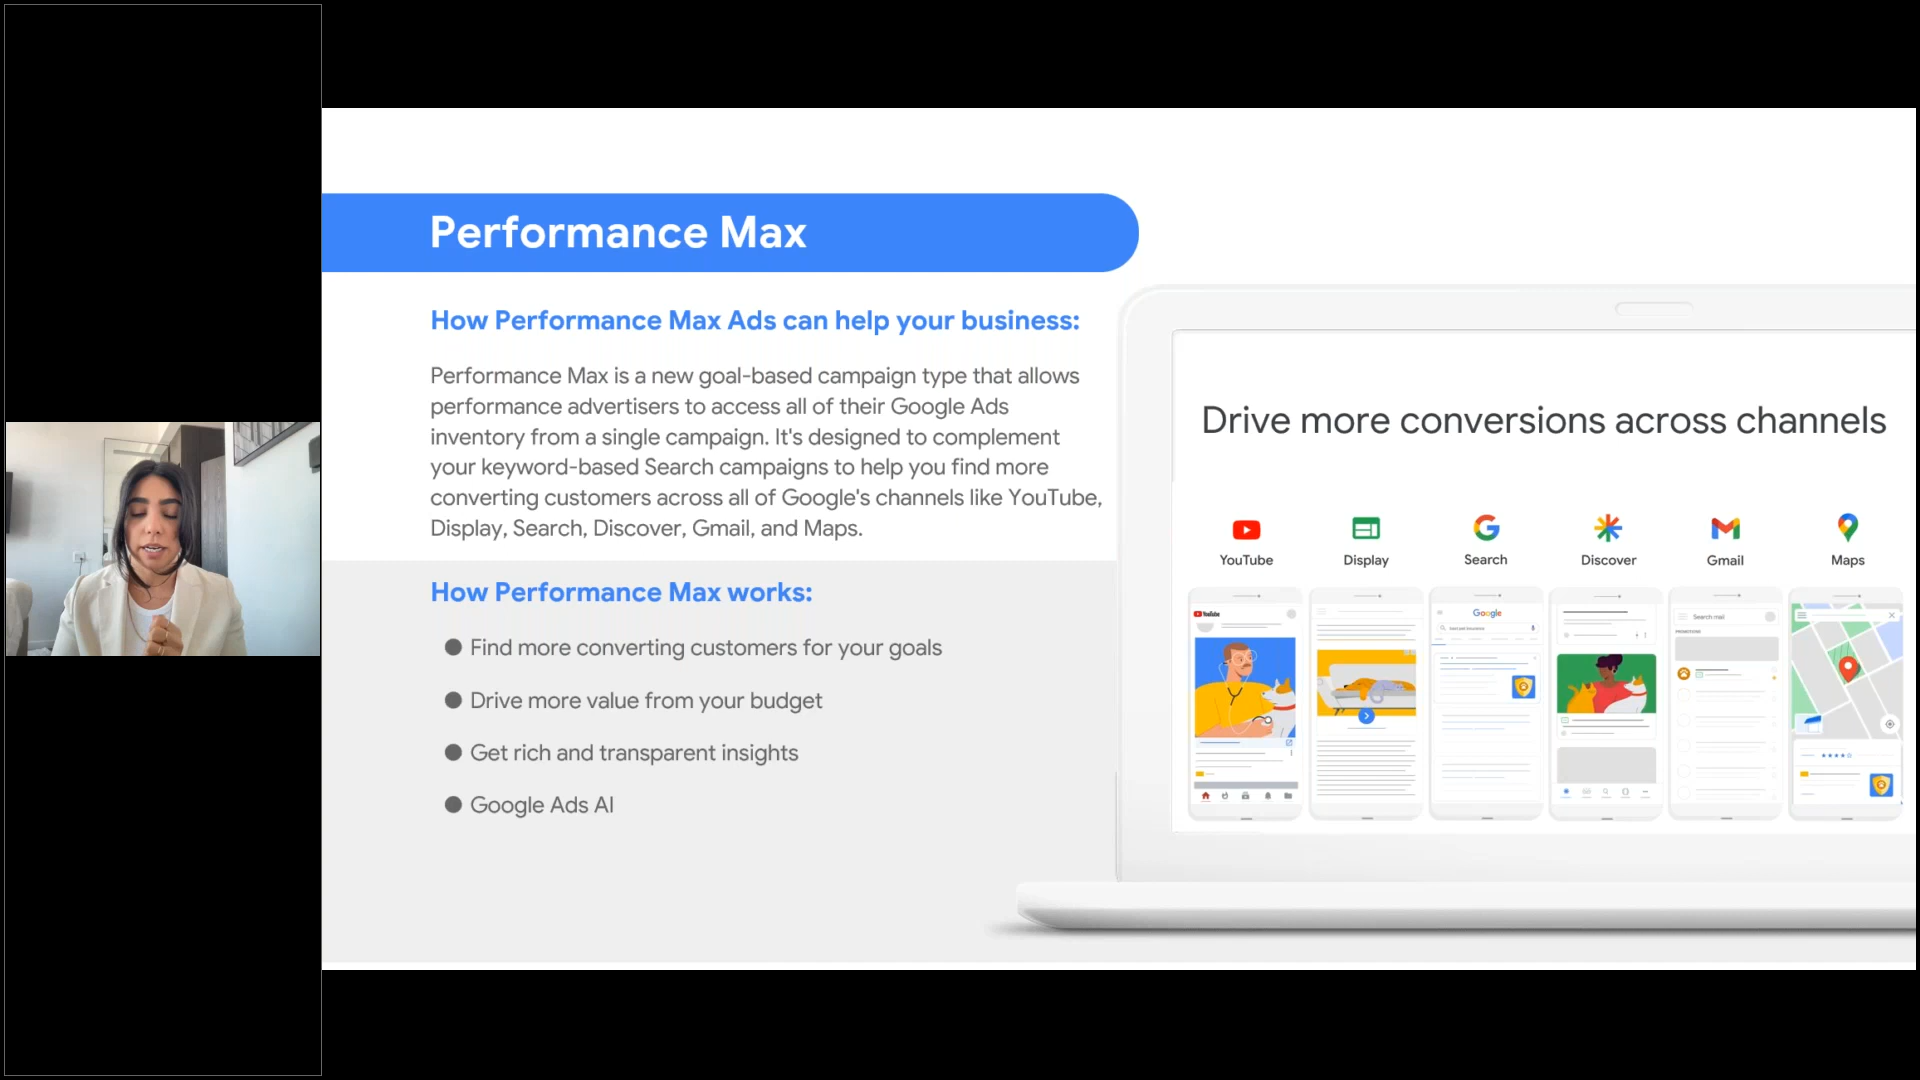 Performance Max
How Performance Max Ads can help your business:
Performance Max is a new goal-based campaign type that allows
performance advertisers to access all of their Google Ads
inventory from a single campaign. It's designed to complement
your keyword-based Search campaigns to help you find more
converting customers across all of Google's channels like YouTube,
Display, Search, Discover, Gmail, and Maps.
How Performance Max works:
● Find more converting customers for your goals
● Drive more value from your budget
● Get rich and transparent insights
● Google Ads AI
Drive more conversions across channels
YouTube
Display
Search
Discover
Gmail
Maps
YouTube
Google
Search mail
PROMOTIONS